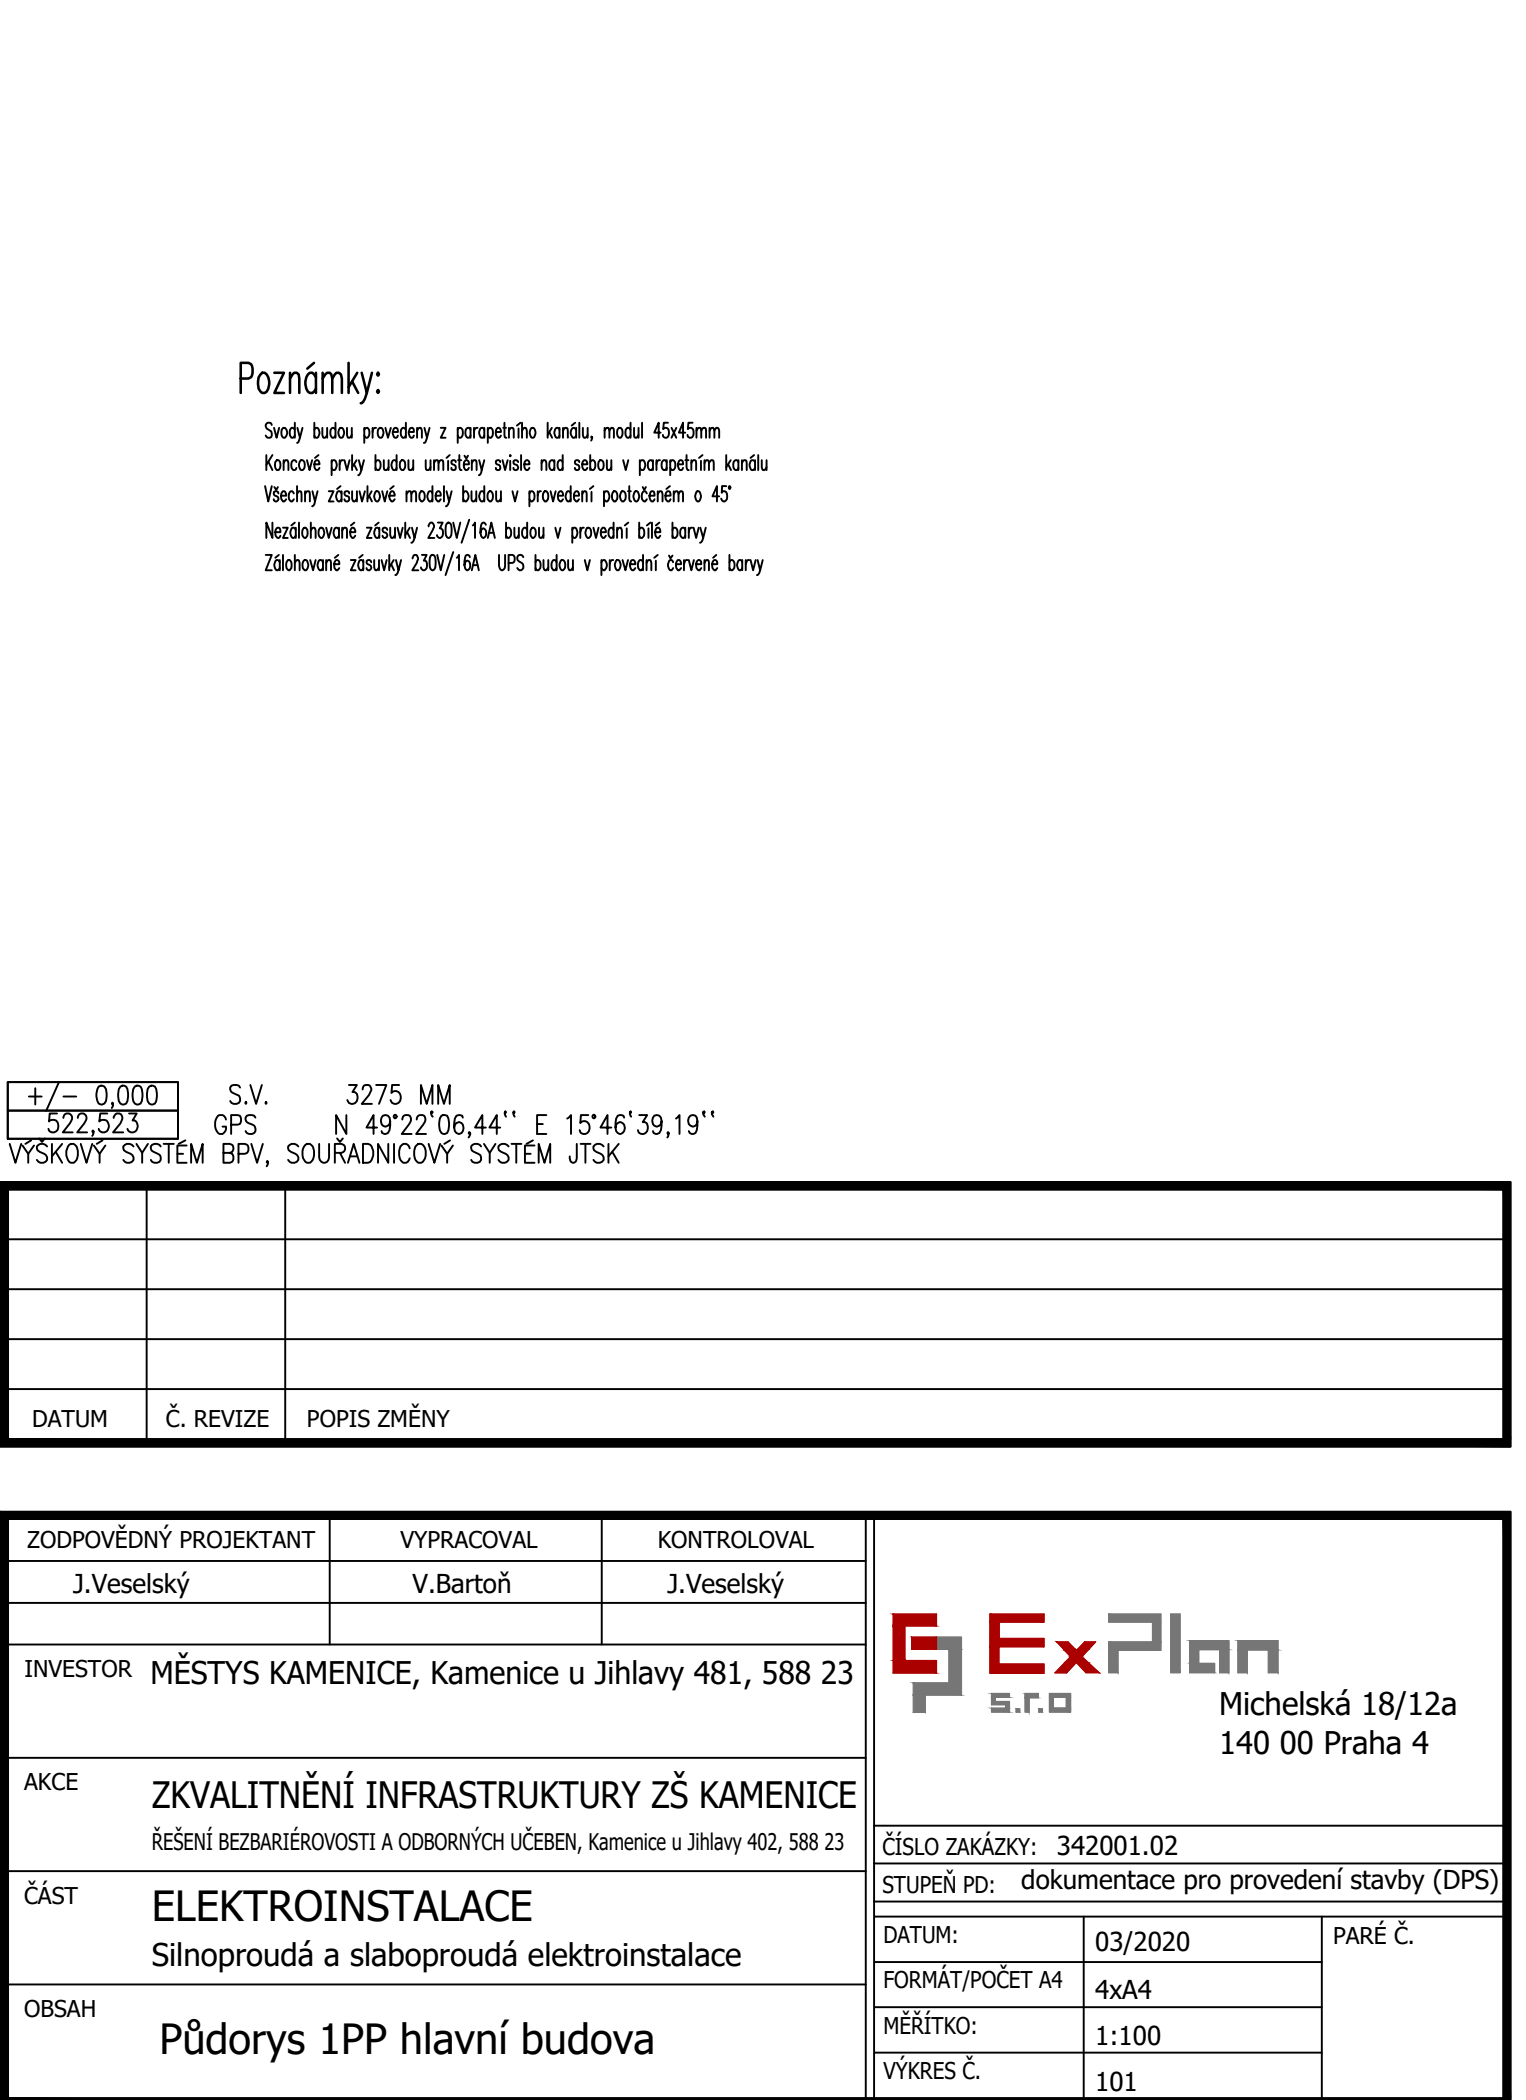 Poznámky:
Svody budou provedeny z parapetního kanálu, modul 45x45mm
Koncové prvky budou umístěny svisle nad sebou v parapetním kanálu
Všechny zásuvkové modely budou v provedení pootočeném o 45°
Nezálohované zásuvky 230V/16A budou v provední bílé barvy
Zálohované zásuvky 230V/16A UPS budou v provední červené barvy
+/- 0,000 S.V. 3275 MM
522,523 GPS N 49°22'06,44'' E 15°46'39,19''
VÝŠKOVÝ SYSTÉM BPV, SOUŘADNICOVÝ SYSTÉM JTSK
DATUM Č. REVIZE POPIS ZMĚNY
ZODPOVĚDNÝ PROJEKTANT VYPRACOVAL KONTROLOVAL
J.Veselský V.Bartoň J.Veselský
INVESTOR MĚSTYS KAMENICE, Kamenice u Jihlavy 481, 588 23
AKCE ZKVALITNĚNÍ INFRASTRUKTURY ZŠ KAMENICE
ŘEŠENÍ BEZBARIÉROVOSTI A ODBORNÝCH UČEBEN, Kamenice u Jihlavy 402, 588 23
ČÁST ELEKTROINSTALACE
Silnoproudá a slaboproudá elektroinstalace
OBSAH Půdorys 1PP hlavní budova
ExPlan
s.r.o
Michelská 18/12a
140 00 Praha 4
ČÍSLO ZAKÁZKY: 342001.02
STUPEŇ PD: dokumentace pro provedení stavby (DPS)
DATUM: 03/2020 PARÉ Č.
FORMÁT/POČET A4 4xA4
MĚŘÍTKO: 1:100
VÝKRES Č. 101